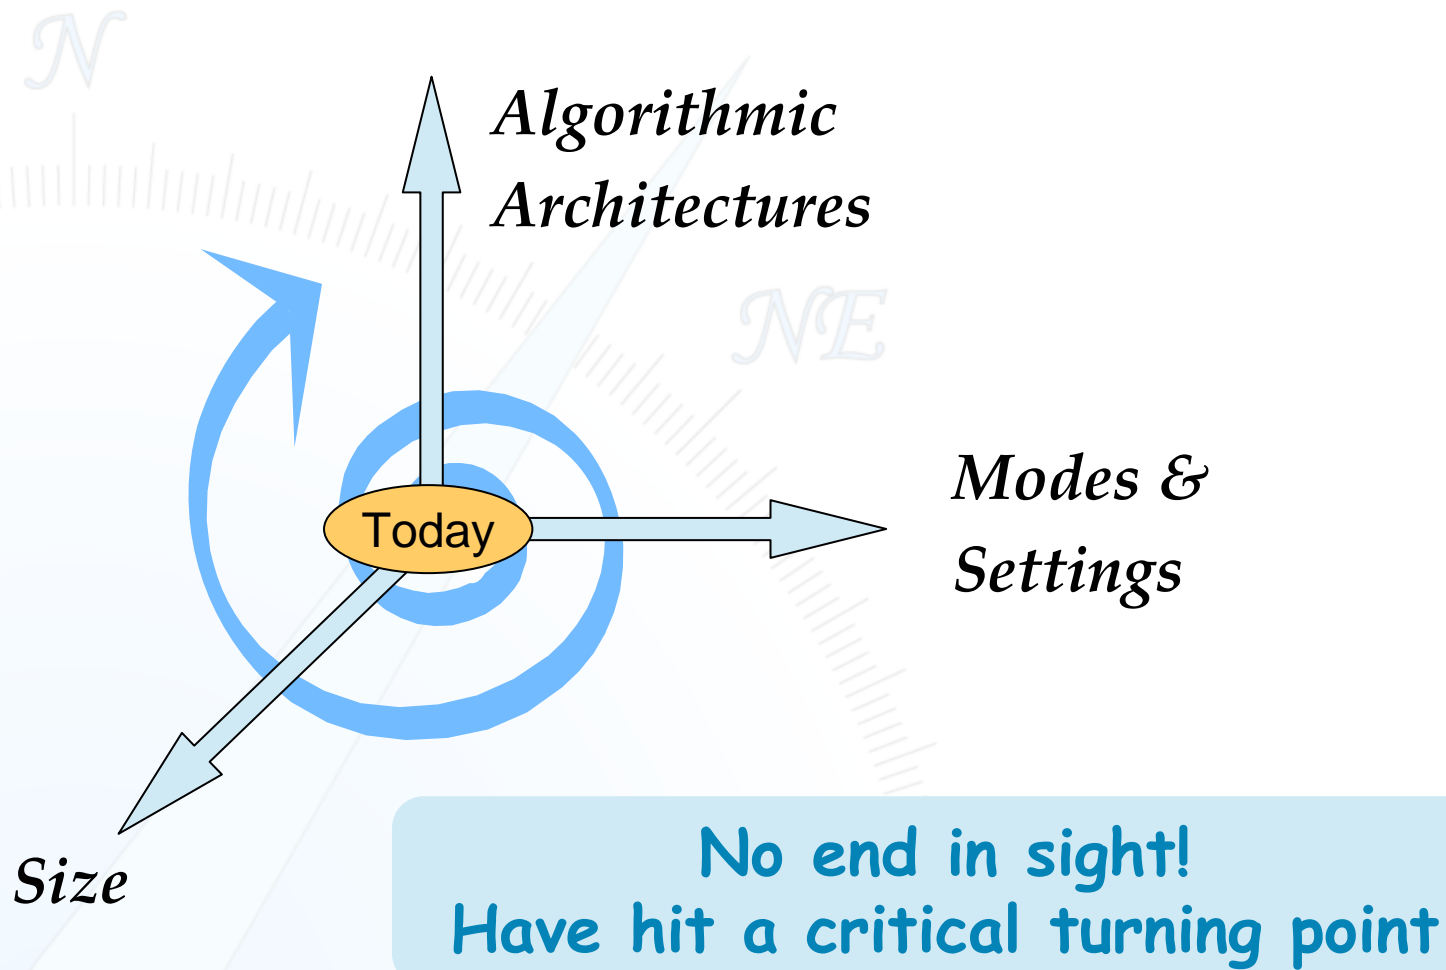 N
Algorithmic
Architectures
NE
Modes &
Settings
Today
Size
No end in sight!
Have hit a critical turning point